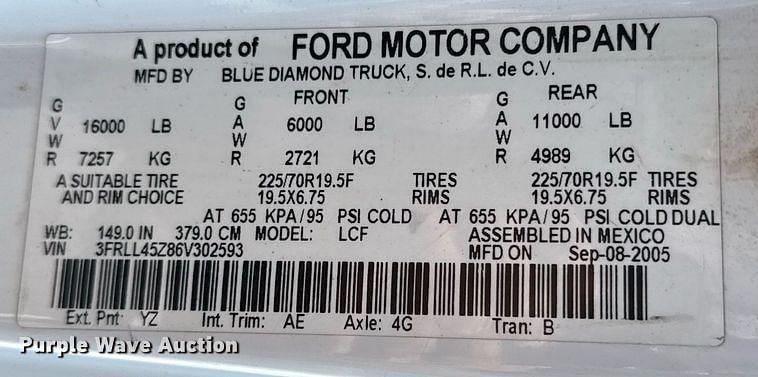 A product of FORD MOTOR COMPANY
MFD BY BLUE DIAMOND TRUCK, S. de R.L. de C.V.
FRONT REAR
GVWR 16000 LB GAWR 6000 LB GAWR 11000 LB
7257 KG 2721 KG 4989 KG
A SUITABLE TIRE 225/70R19.5F TIRES 225/70R19.5F TIRES
AND RIM CHOICE 19.5X6.75 RIMS 19.5X6.75 RIMS
AT 655 KPA/95 PSI COLD AT 655 KPA/95 PSI COLD DUAL
WB: 149.0 IN 379.0 CM MODEL: LCF ASSEMBLED IN MEXICO
VIN 3FRLL45Z86V302593 MFD ON Sep-08-2005
Ext. Pnt: YZ Int. Trim: AE Axle: 4G Tran: B
Purple Wave Auction